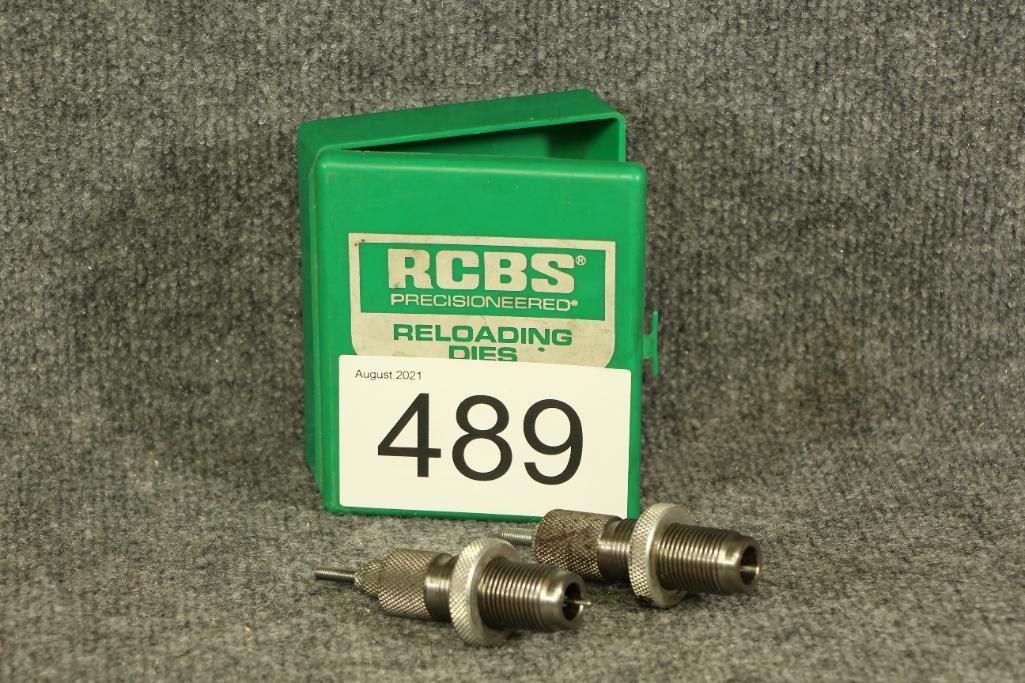 RCBS®
PRECISIONEERED®
RELOADING
DIES
August 2021
489